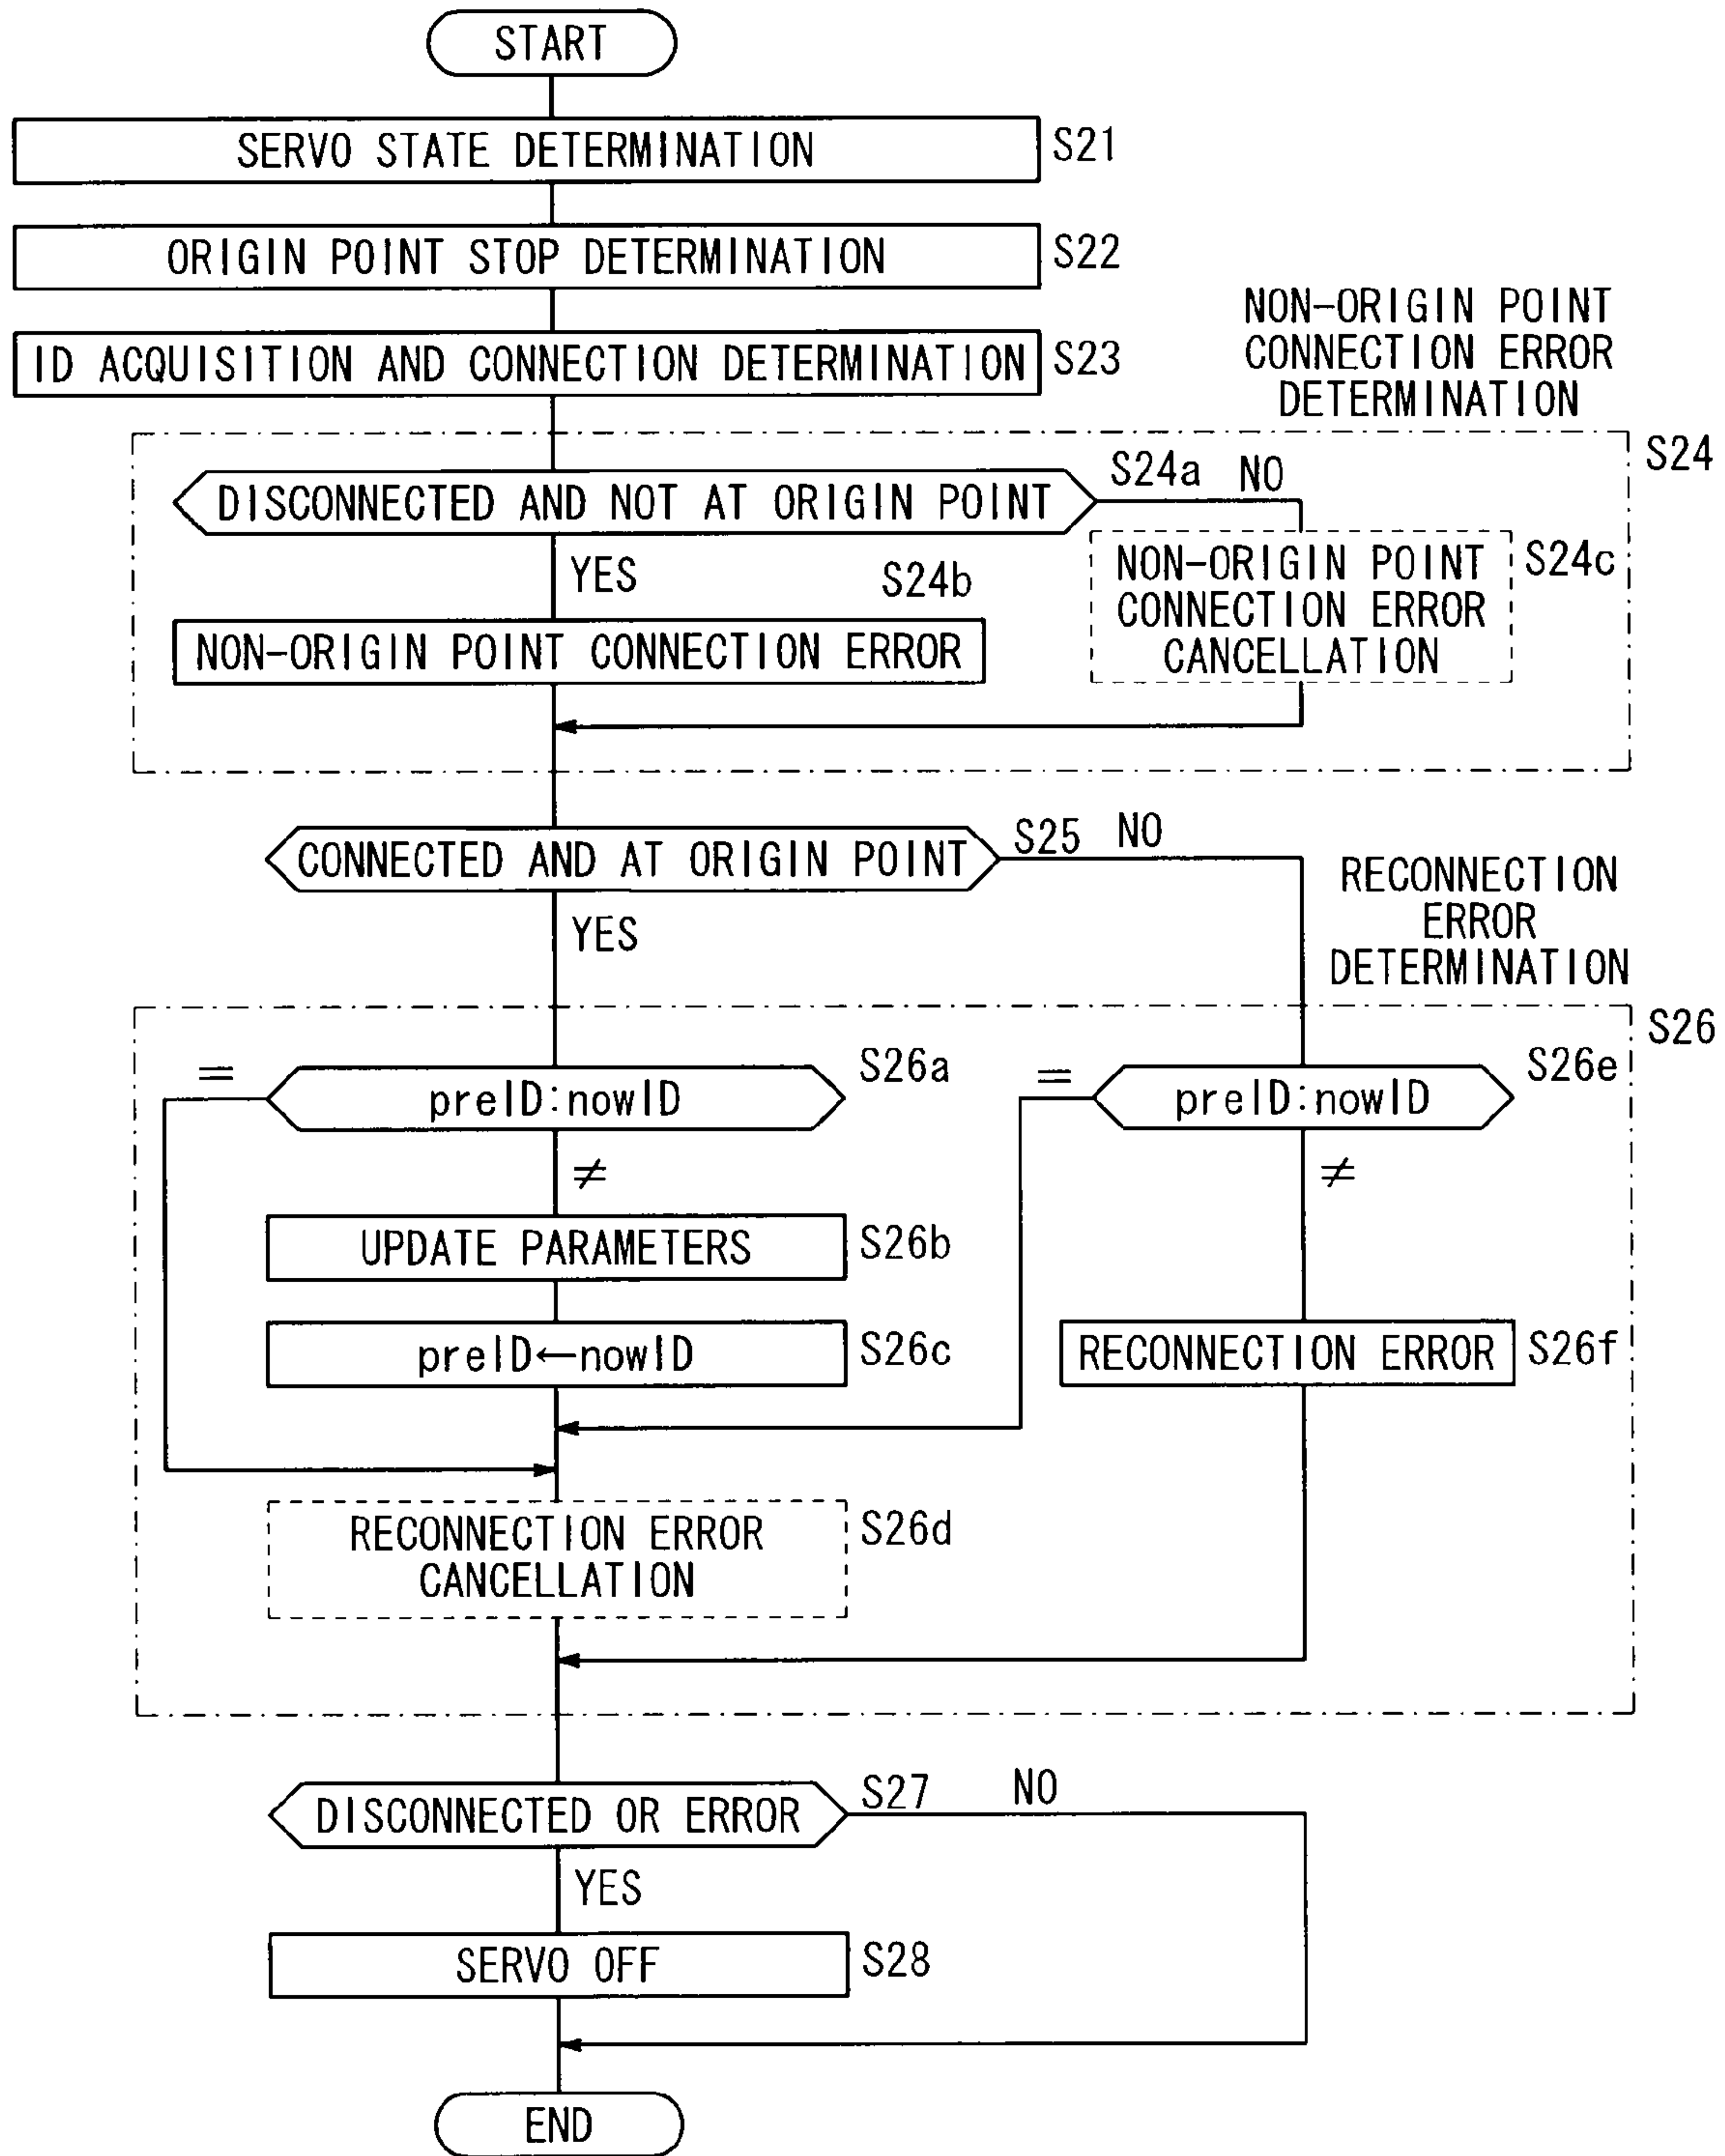 START
SERVO STATE DETERMINATION
S21
ORIGIN POINT STOP DETERMINATION
S22
ID ACQUISITION AND CONNECTION DETERMINATION
S23
NON-ORIGIN POINT
CONNECTION ERROR
DETERMINATION
S24
DISCONNECTED AND NOT AT ORIGIN POINT
S24a
NO
YES
S24b
NON-ORIGIN POINT CONNECTION ERROR
NON-ORIGIN POINT
CONNECTION ERROR
CANCELLATION
S24c
CONNECTED AND AT ORIGIN POINT
S25
NO
YES
RECONNECTION
ERROR
DETERMINATION
S26
=
preID:nowID
S26a
≠
=
preID:nowID
S26e
≠
UPDATE PARAMETERS
S26b
preID←nowID
S26c
RECONNECTION ERROR
S26f
RECONNECTION ERROR
CANCELLATION
S26d
DISCONNECTED OR ERROR
S27
NO
YES
SERVO OFF
S28
END